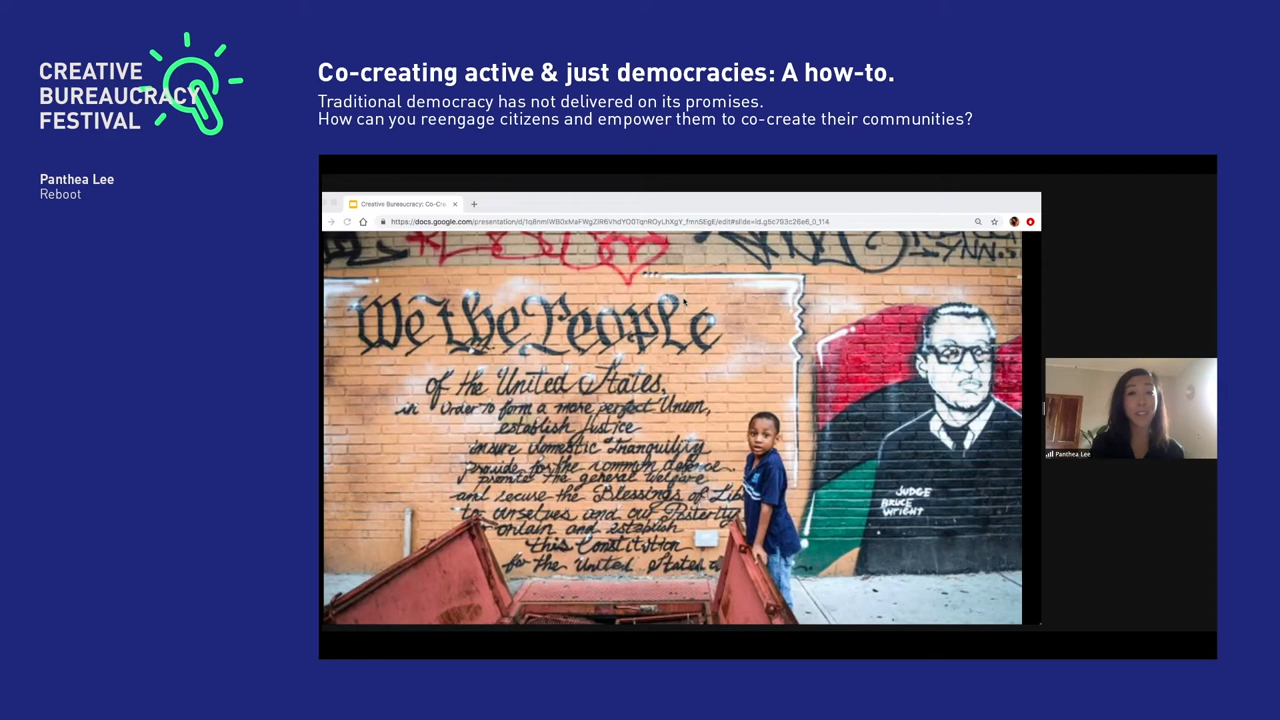 CREATIVE
BUREAUCRACY
FESTIVAL
Co-creating active & just democracies: A how-to.
Traditional democracy has not delivered on its promises.
How can you reengage citizens and empower them to co-create their communities?
Panthea Lee
Reboot
Creative Bureaucracy: Co-Cre
We the People
of the United States,
in Order to form a more perfect Union,
establish Justice
insure domestic Tranquility
provide for the common defence
promote the general welfare
and secure the Blessings of Lib
to ourselves and our Posterity
ordain and establish
this Constitution
for the United States
JUDGE
BRUCE
WRIGHT
Panthea Lee